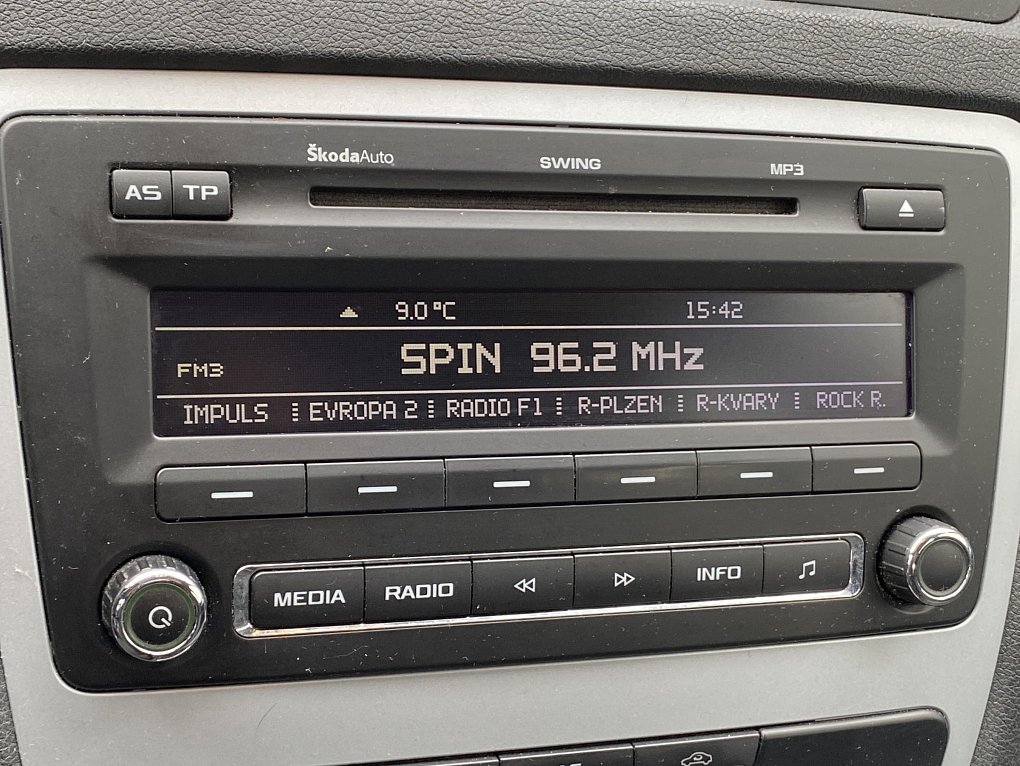 ŠkodaAuto SWING MP3
AS TP
9.0°C 15:42
FM3 SPIN 96.2 MHz
IMPULS EVROPA 2 RADIO F1 R-PLZEN R-KVARY ROCK R.
MEDIA RADIO INFO